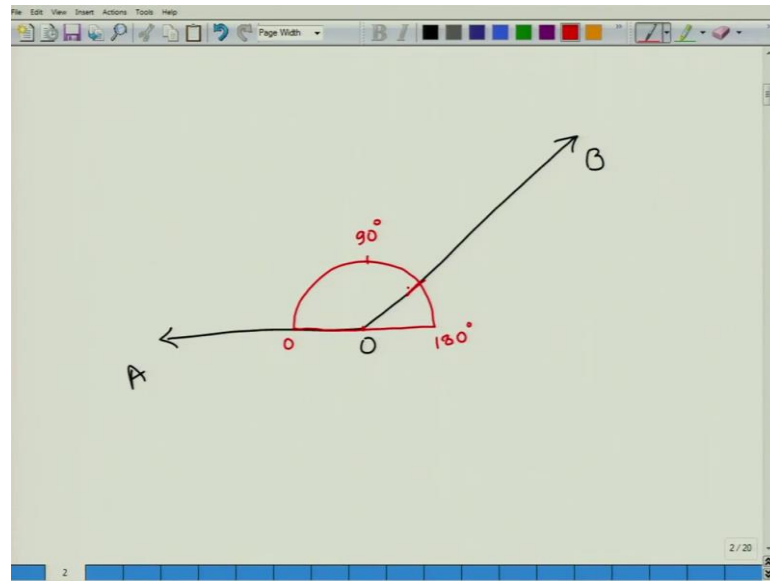 File Edit View Insert Actions Tools Help
Page Width B I
B
90°
0 O 180°
A
2 / 20
2